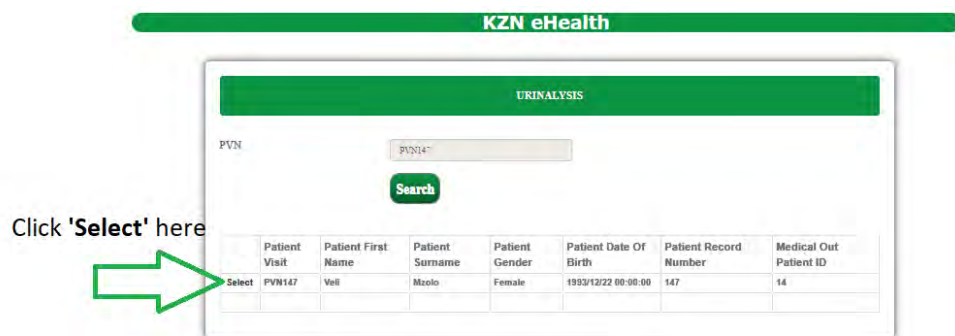 KZN eHealth
URINALYSIS
PVN
PVN147
Search
Click 'Select' here
Patient Visit
Patient First Name
Patient Surname
Patient Gender
Patient Date Of Birth
Patient Record Number
Medical Out Patient ID
Select PVN147 Veli Mzolo Female 1993/12/22 00:00:00 147 14